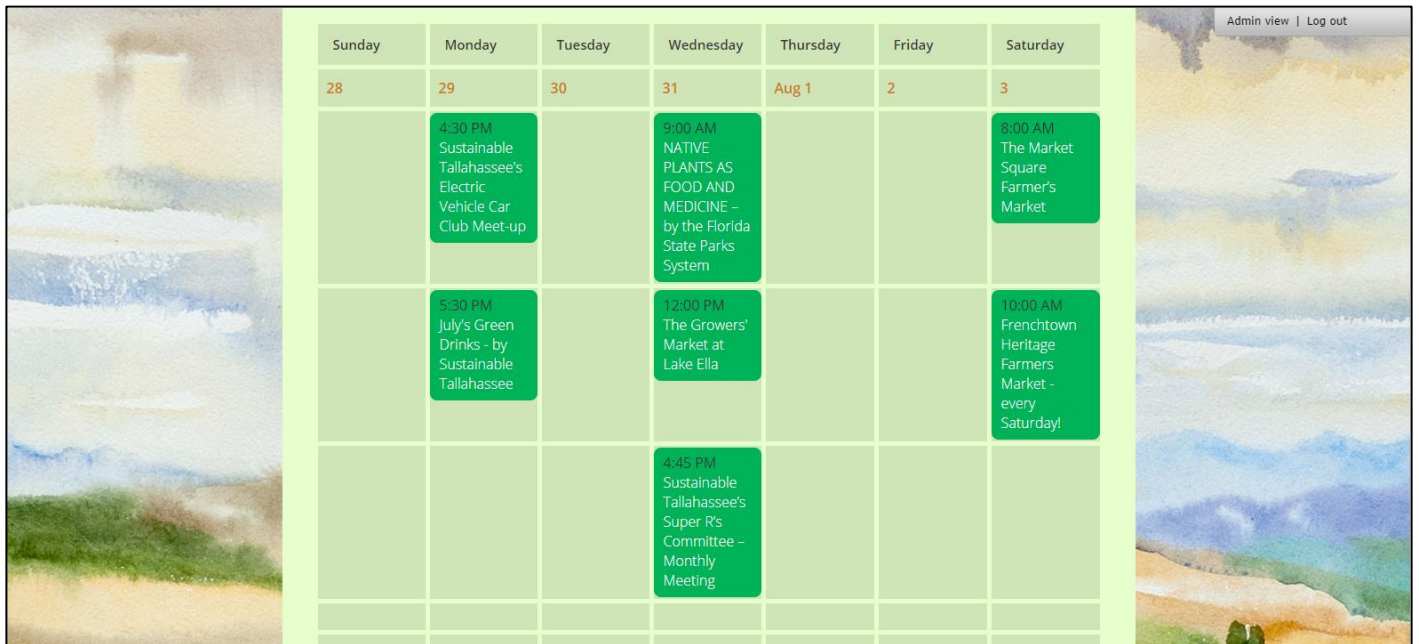 Admin view | Log out
Sunday Monday Tuesday Wednesday Thursday Friday Saturday
28 29 30 31 Aug 1 2 3
4:30 PM
Sustainable
Tallahassee's
Electric
Vehicle Car
Club Meet-up
9:00 AM
NATIVE
PLANTS AS
FOOD AND
MEDICINE –
by the Florida
State Parks
System
8:00 AM
The Market
Square
Farmer's
Market
5:30 PM
July's Green
Drinks - by
Sustainable
Tallahassee
12:00 PM
The Growers'
Market at
Lake Ella
10:00 AM
Frenchtown
Heritage
Farmers
Market -
every
Saturday!
4:45 PM
Sustainable
Tallahassee's
Super R's
Committee –
Monthly
Meeting